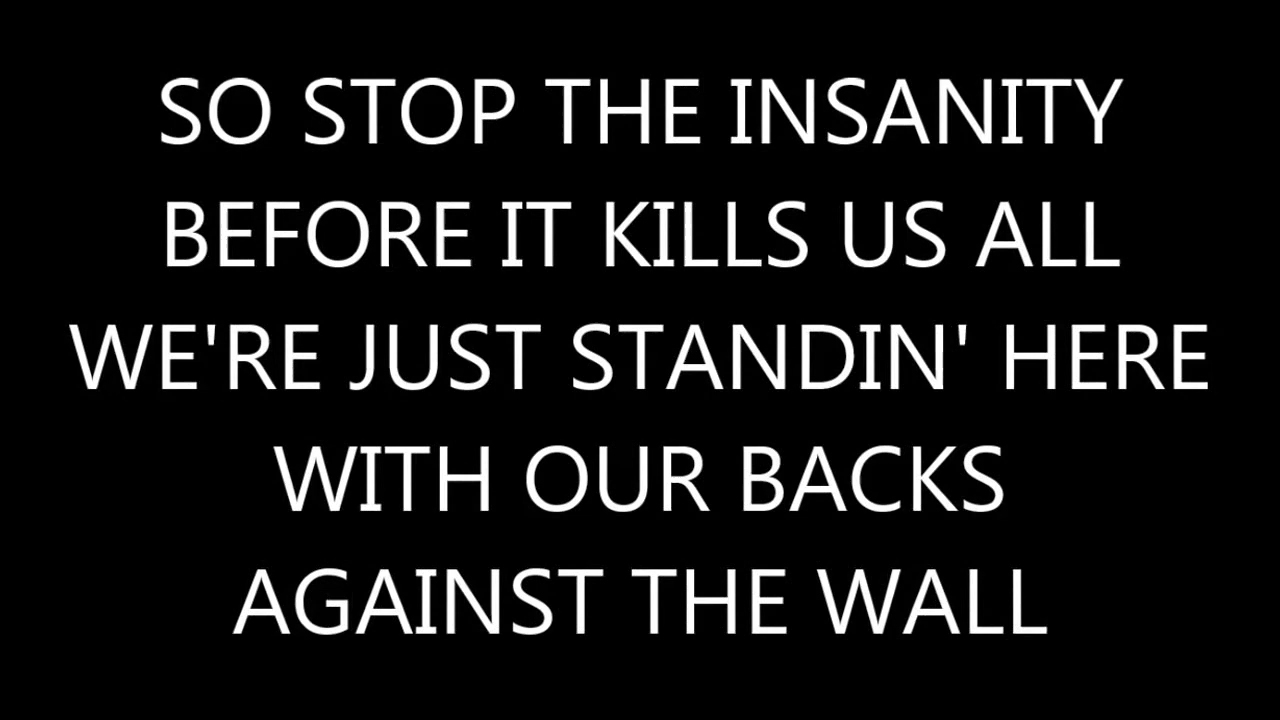 SO STOP THE INSANITY
BEFORE IT KILLS US ALL
WE'RE JUST STANDIN' HERE
WITH OUR BACKS
AGAINST THE WALL